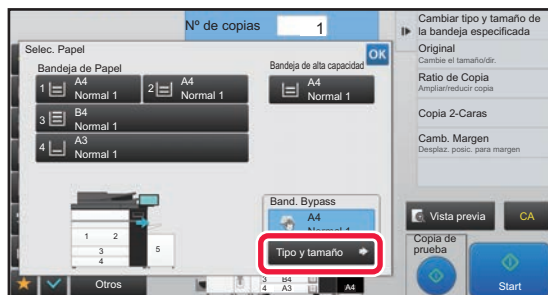 Nº de copias 1
Selec. Papel
OK
Bandeja de Papel
Bandeja de alta capacidad
1 A4
Normal 1
2 A4
Normal 1
A4
Normal 1
3 B4
Normal 1
4 A3
Normal 1
Band. Bypass
A4
Normal 1
Tipo y tamaño
1 2
3
4
5
Otros
3 B4
4 A3
A4
Cambiar tipo y tamaño de
la bandeja especificada
Original
Cambie el tamaño/dir.
Ratio de Copia
Ampliar/reducir copia
Copia 2-Caras
Camb. Margen
Desplaz. posic. para margen
Vista previa
CA
Copia de
prueba
Start